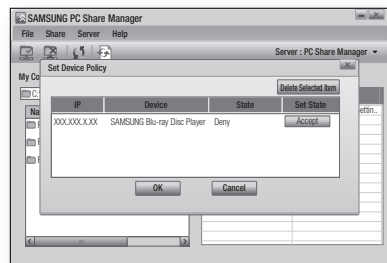 SAMSUNG PC Share Manager
File Share Server Help
Server : PC Share Manager
Set Device Policy
My Co
Delete Selected Item
C:
IP Device State Set State
Na
XXX.XXX.X.XX SAMSUNG Blu-ray Disc Player Deny Accept
ettin..
OK Cancel